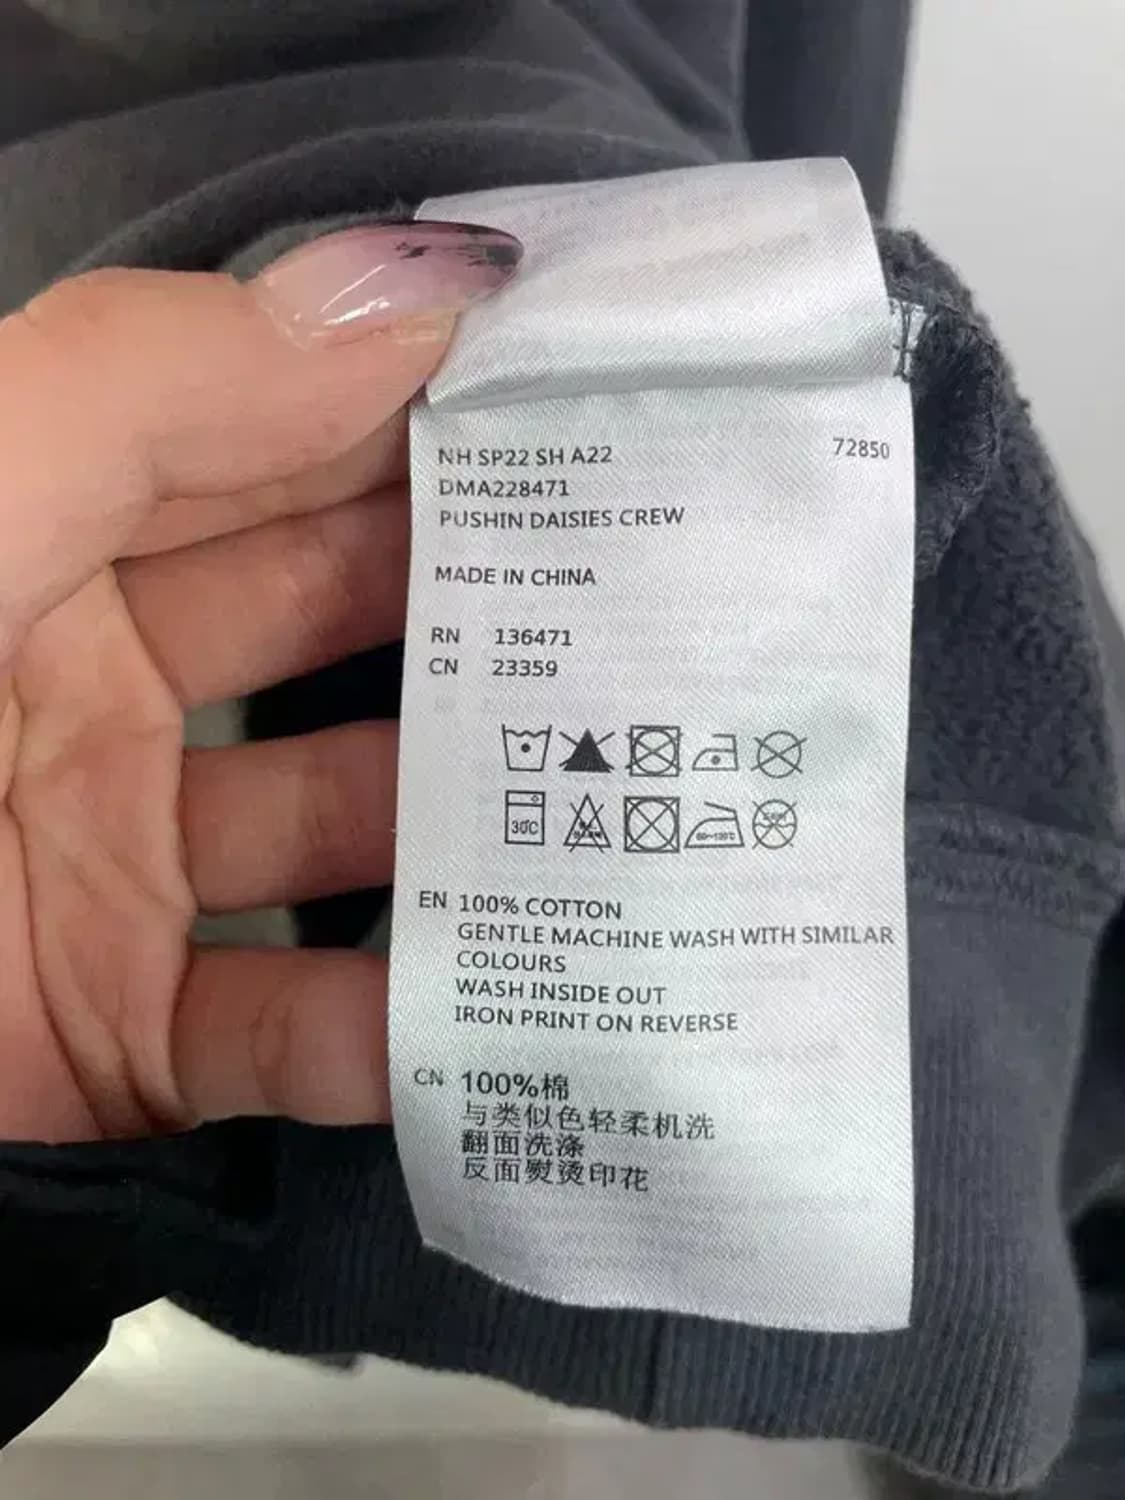 NH SP22 SH A22 72850
DMA228471
PUSHIN DAISIES CREW
MADE IN CHINA
RN 136471
CN 23359
30°C
EN 100% COTTON
GENTLE MACHINE WASH WITH SIMILAR
COLOURS
WASH INSIDE OUT
IRON PRINT ON REVERSE
CN 100%棉
与类似色轻柔机洗
翻面洗涤
反面熨烫印花